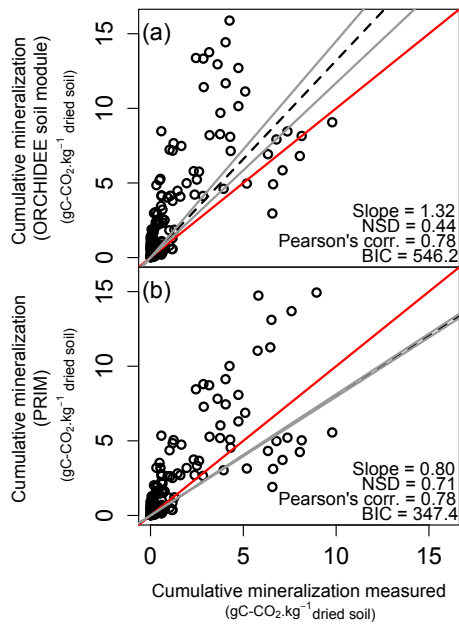 (a)
Cumulative mineralization
(ORCHIDEE soil module)
(gC-CO₂.kg⁻¹ dried soil)
15
10
5
0
Slope = 1.32
NSD = 0.44
Pearson's corr. = 0.78
BIC = 546.2
(b)
Cumulative mineralization
(PRIM)
(gC-CO₂.kg⁻¹ dried soil)
15
10
5
0
Slope = 0.80
NSD = 0.71
Pearson's corr. = 0.78
BIC = 347.4
0 5 10 15
Cumulative mineralization measured
(gC-CO₂.kg⁻¹dried soil)